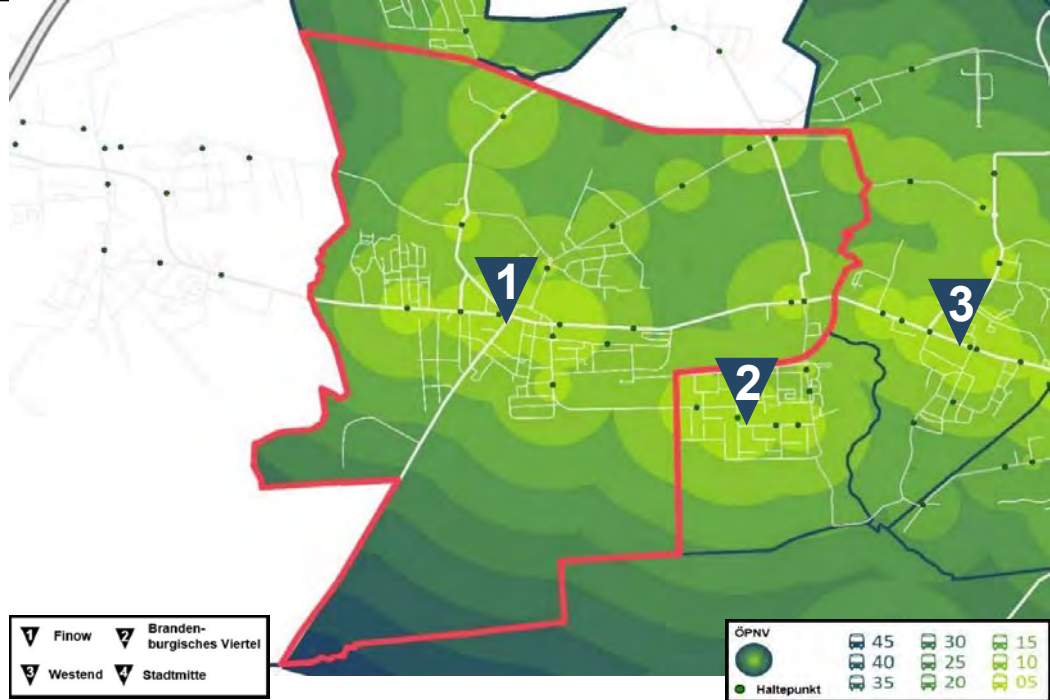 1
2
3
1 Finow
2 Branden-
burgisches Viertel
3 Westend
4 Stadtmitte
ÖPNV
Haltepunkt
45 30 15
40 25 10
35 20 05